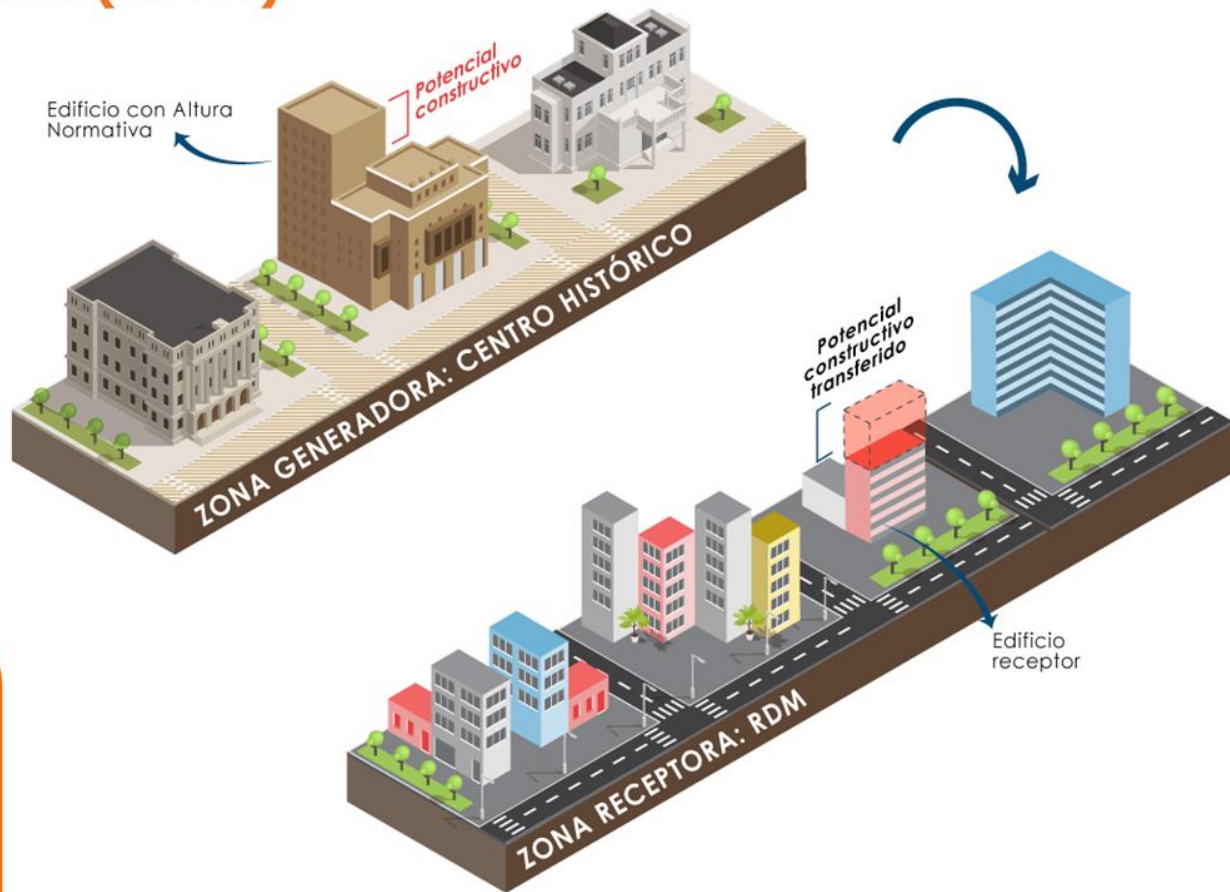 Potencial
constructivo
Edificio con Altura
Normativa
ZONA GENERADORA: CENTRO HISTÓRICO
Potencial
constructivo
transferido
Edificio
receptor
ZONA RECEPTORA: RDM